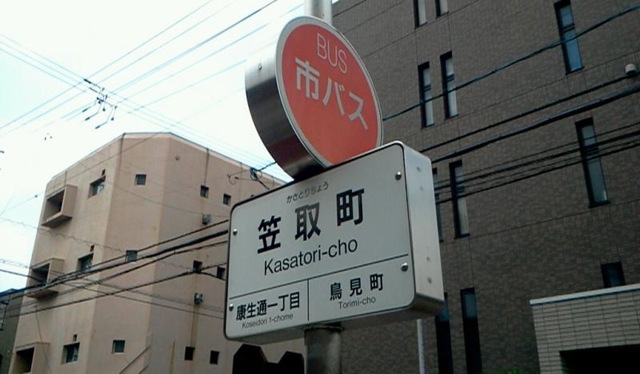 BUS
市バス
かさとりちょう
笠取町
Kasatori-cho
康生通一丁目
Koseidori 1-chome
鳥見町
Torimi-cho